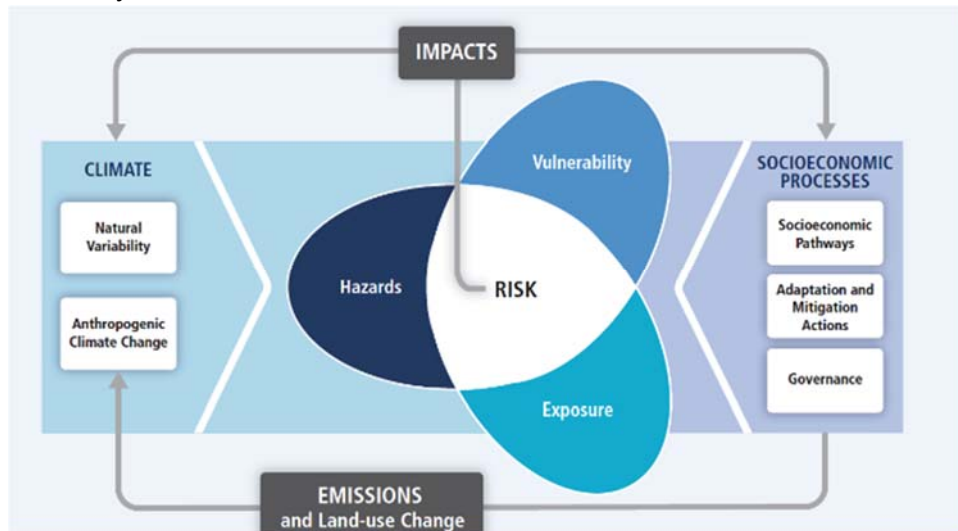 IMPACTS
CLIMATE
Natural
Variability
Anthropogenic
Climate Change
Vulnerability
Hazards
RISK
Exposure
SOCIOECONOMIC
PROCESSES
Socioeconomic
Pathways
Adaptation and
Mitigation
Actions
Governance
EMISSIONS
and Land-use Change